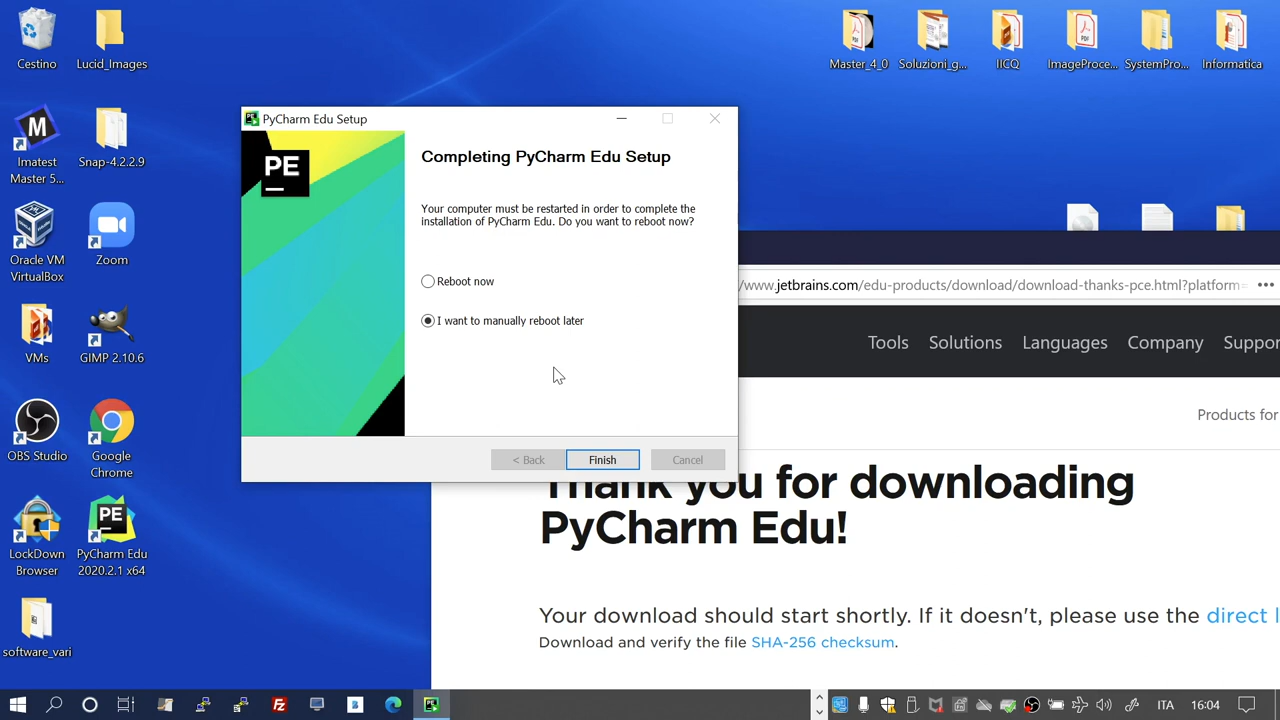 Cestino
Lucid_Images
Master_4_0
Soluzioni_g...
IICQ
ImageProce...
SystemPro...
Informatica
M
Imatest
Master 5...
Snap-4.2.2.9
Oracle VM
VirtualBox
Zoom
VMs
GIMP 2.10.6
OBS Studio
Google
Chrome
LockDown
Browser
PE
PyCharm Edu
2020.2.1 x64
software_vari
PyCharm Edu Setup
PE
Completing PyCharm Edu Setup
Your computer must be restarted in order to complete the
installation of PyCharm Edu. Do you want to reboot now?
Reboot now
I want to manually reboot later
< Back
Finish
Cancel
/www.jetbrains.com/edu-products/download/download-thanks-pce.html?platform=
Tools
Solutions
Languages
Company
Suppor
Products for
Thank you for downloading
PyCharm Edu!
Your download should start shortly. If it doesn't, please use the direct l
Download and verify the file SHA-256 checksum.
ITA
16:04